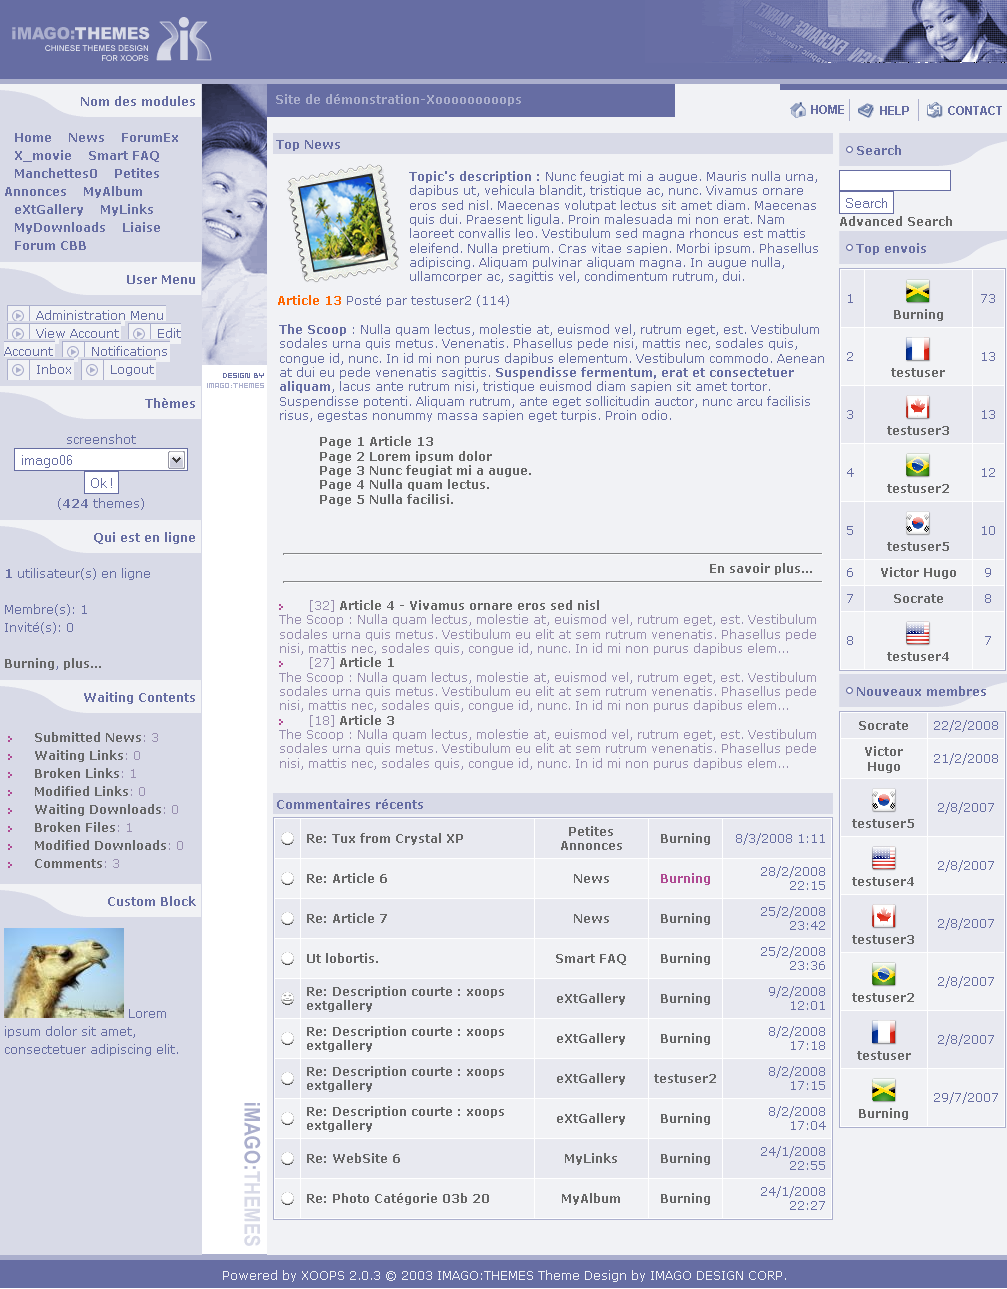 iMAGO:THEMES
CHINESE THEMES DESIGN
FOR XOOPS
Nom des modules
Home News ForumEx
X_movie Smart FAQ
Manchettes0 Petites
Annonces MyAlbum
eXtGallery MyLinks
MyDownloads Liaise
Forum CBB
User Menu
Administration Menu
View Account Edit
Account Notifications
Inbox Logout
Thèmes
screenshot
imago06
Ok !
(424 themes)
Qui est en ligne
1 utilisateur(s) en ligne
Membre(s): 1
Invité(s): 0
Burning, plus...
Waiting Contents
Submitted News: 3
Waiting Links: 0
Broken Links: 1
Modified Links: 0
Waiting Downloads: 0
Broken Files: 1
Modified Downloads: 0
Comments: 3
Custom Block
Lorem
ipsum dolor sit amet,
consectetuer adipiscing elit.
DESIGN BY
IMAGO:THEMES
iMAGO:THEMES
Site de démonstration-Xoooooooooops
HOME HELP CONTACT
Top News
Topic's description : Nunc feugiat mi a augue. Mauris nulla urna,
dapibus ut, vehicula blandit, tristique ac, nunc. Vivamus ornare
eros sed nisl. Maecenas volutpat lectus sit amet diam. Maecenas
quis dui. Praesent ligula. Proin malesuada mi non erat. Nam
laoreet convallis leo. Vestibulum sed magna rhoncus est mattis
eleifend. Nulla pretium. Cras vitae sapien. Morbi ipsum. Phasellus
adipiscing. Aliquam pulvinar aliquam magna. In augue nulla,
ullamcorper ac, sagittis vel, condimentum rutrum, dui.
Article 13 Posté par testuser2 (114)
The Scoop : Nulla quam lectus, molestie at, euismod vel, rutrum eget, est. Vestibulum
sodales urna quis metus. Venenatis. Phasellus pede nisi, mattis nec, sodales quis,
congue id, nunc. In id mi non purus dapibus elementum. Vestibulum commodo. Aenean
at dui eu pede venenatis sagittis. Suspendisse fermentum, erat et consectetuer
aliquam, lacus ante rutrum nisi, tristique euismod diam sapien sit amet tortor.
Suspendisse potenti. Aliquam rutrum, ante eget sollicitudin auctor, nunc arcu facilisis
risus, egestas nonummy massa sapien eget turpis. Proin odio.
Page 1 Article 13
Page 2 Lorem ipsum dolor
Page 3 Nunc feugiat mi a augue.
Page 4 Nulla quam lectus.
Page 5 Nulla facilisi.
En savoir plus...
[32] Article 4 - Vivamus ornare eros sed nisl
The Scoop : Nulla quam lectus, molestie at, euismod vel, rutrum eget, est. Vestibulum
sodales urna quis metus. Vestibulum eu elit at sem rutrum venenatis. Phasellus pede
nisi, mattis nec, sodales quis, congue id, nunc. In id mi non purus dapibus elem...
[27] Article 1
The Scoop : Nulla quam lectus, molestie at, euismod vel, rutrum eget, est. Vestibulum
sodales urna quis metus. Vestibulum eu elit at sem rutrum venenatis. Phasellus pede
nisi, mattis nec, sodales quis, congue id, nunc. In id mi non purus dapibus elem...
[18] Article 3
The Scoop : Nulla quam lectus, molestie at, euismod vel, rutrum eget, est. Vestibulum
sodales urna quis metus. Vestibulum eu elit at sem rutrum venenatis. Phasellus pede
nisi, mattis nec, sodales quis, congue id, nunc. In id mi non purus dapibus elem...
Commentaires récents
Re: Tux from Crystal XP Petites Annonces Burning 8/3/2008 1:11
Re: Article 6 News Burning 28/2/2008 22:15
Re: Article 7 News Burning 25/2/2008 23:42
Ut lobortis. Smart FAQ Burning 25/2/2008 23:36
Re: Description courte : xoops extgallery eXtGallery Burning 9/2/2008 12:01
Re: Description courte : xoops extgallery eXtGallery Burning 8/2/2008 17:18
Re: Description courte : xoops extgallery eXtGallery testuser2 8/2/2008 17:15
Re: Description courte : xoops extgallery eXtGallery Burning 8/2/2008 17:04
Re: WebSite 6 MyLinks Burning 24/1/2008 22:55
Re: Photo Catégorie 03b 20 MyAlbum Burning 24/1/2008 22:27
Search
Search
Advanced Search
Top envois
1 Burning 73
2 testuser 13
3 testuser3 13
4 testuser2 12
5 testuser5 10
6 Victor Hugo 9
7 Socrate 8
8 testuser4 7
Nouveaux membres
Socrate 22/2/2008
Victor Hugo 21/2/2008
testuser5 2/8/2007
testuser4 2/8/2007
testuser3 2/8/2007
testuser2 2/8/2007
testuser 2/8/2007
Burning 29/7/2007
Powered by XOOPS 2.0.3 © 2003 IMAGO:THEMES Theme Design by IMAGO DESIGN CORP.